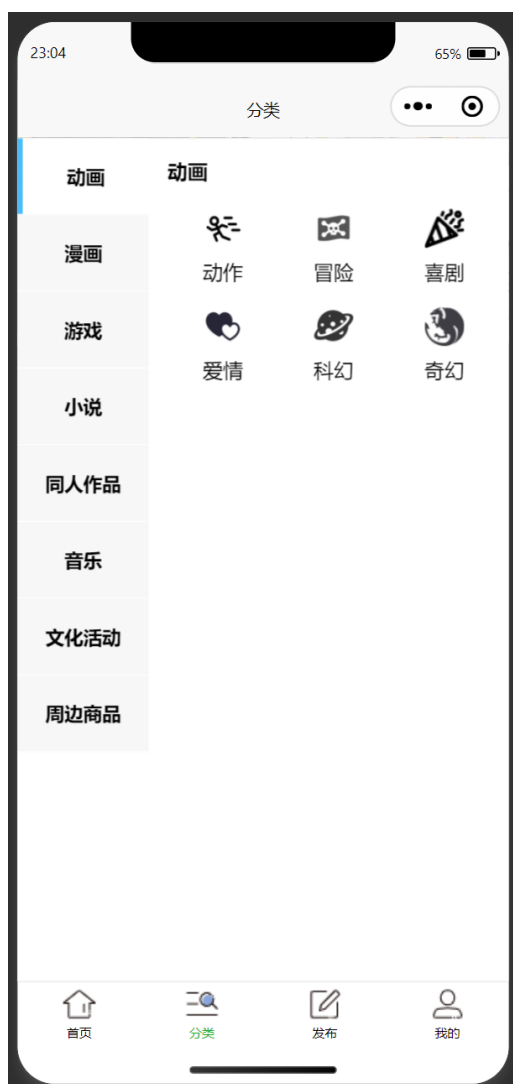 23:04
65%
分类
动画
漫画
游戏
小说
同人作品
音乐
文化活动
周边商品
动画
动作 冒险 喜剧
爱情 科幻 奇幻
首页 分类 发布 我的